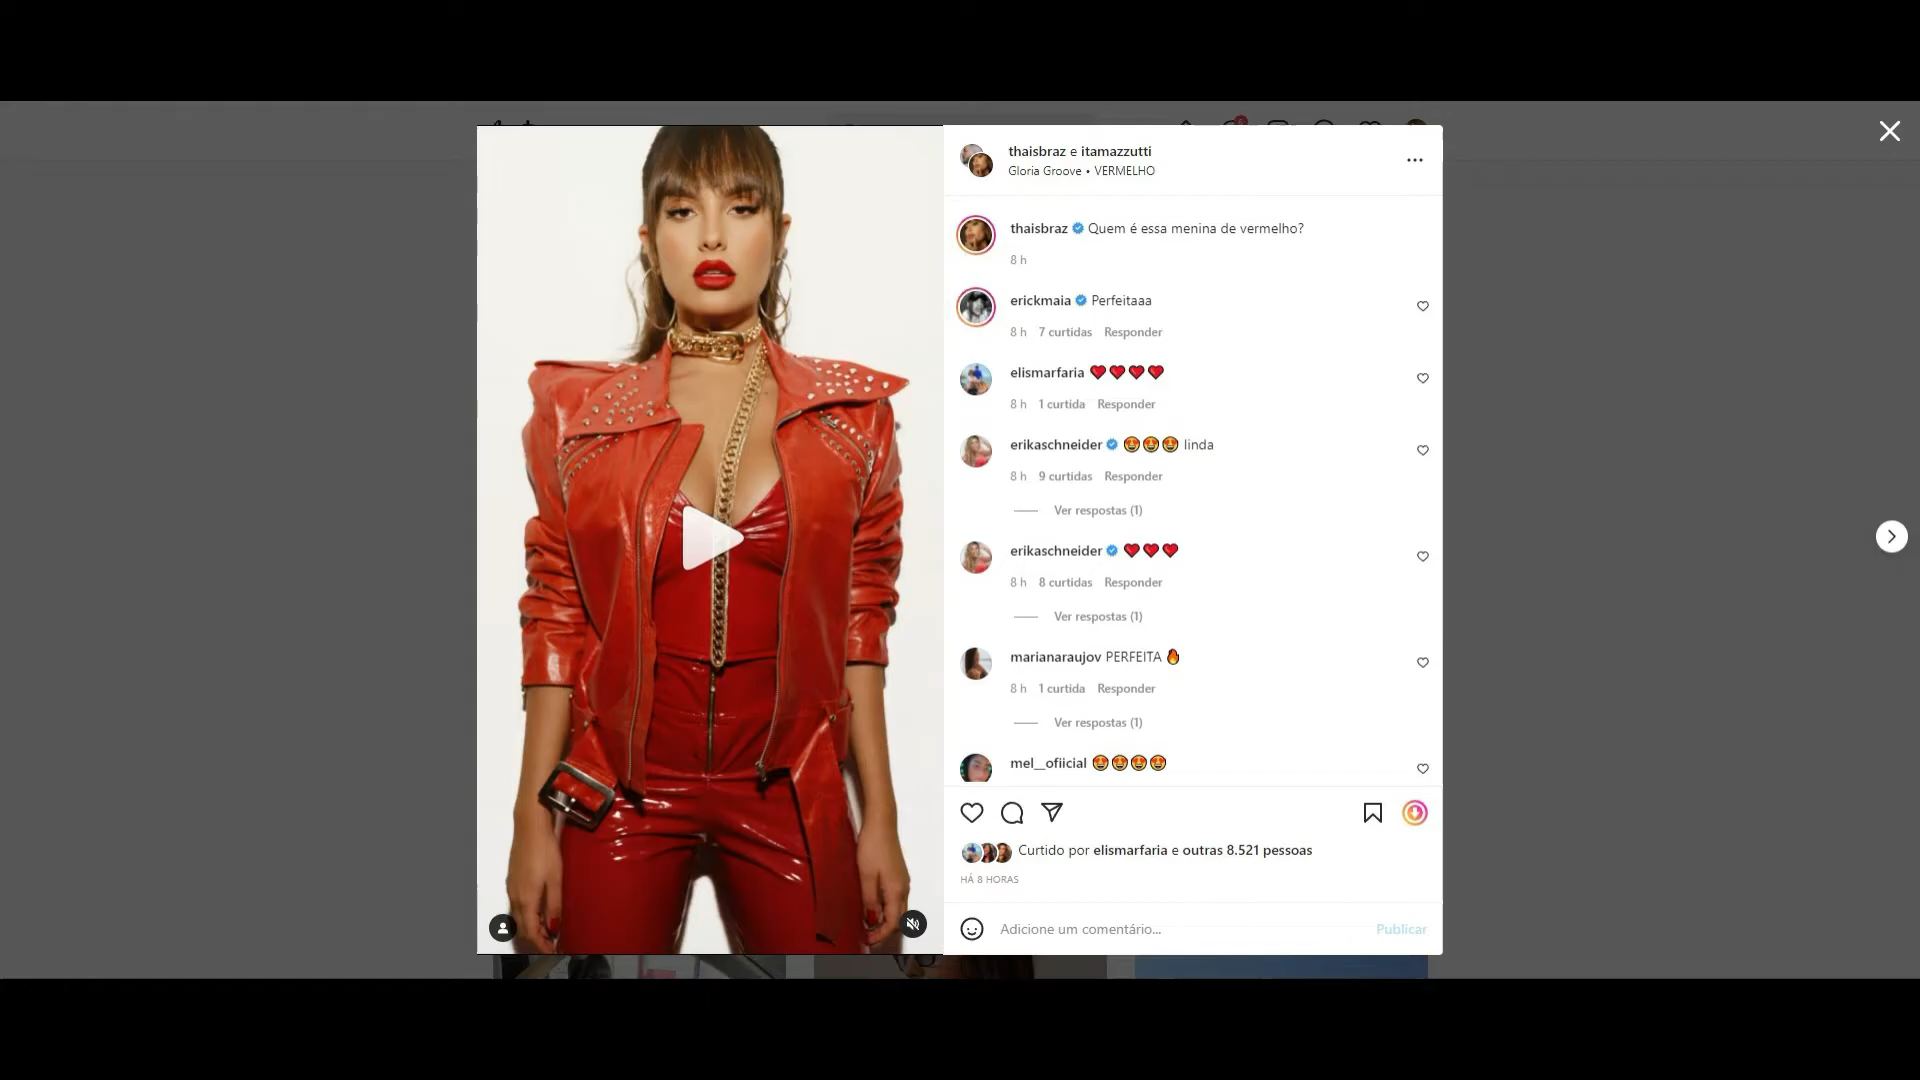 thaisbraz e itamazzutti
Gloria Groove • VERMELHO
thaisbraz Quem é essa menina de vermelho?
8 h
erickmaia Perfeitaaa
8 h 7 curtidas Responder
elismarfaria ❤❤❤❤
8 h 1 curtida Responder
erikaschneider 😍😍😍 linda
8 h 9 curtidas Responder
Ver respostas (1)
erikaschneider ❤❤❤
8 h 8 curtidas Responder
Ver respostas (1)
marianaraujov PERFEITA 🔥
8 h 1 curtida Responder
Ver respostas (1)
mel__ofiicial 😍😍😍😍
Curtido por elismarfaria e outras 8.521 pessoas
HÁ 8 HORAS
Adicione um comentário...
Publicar